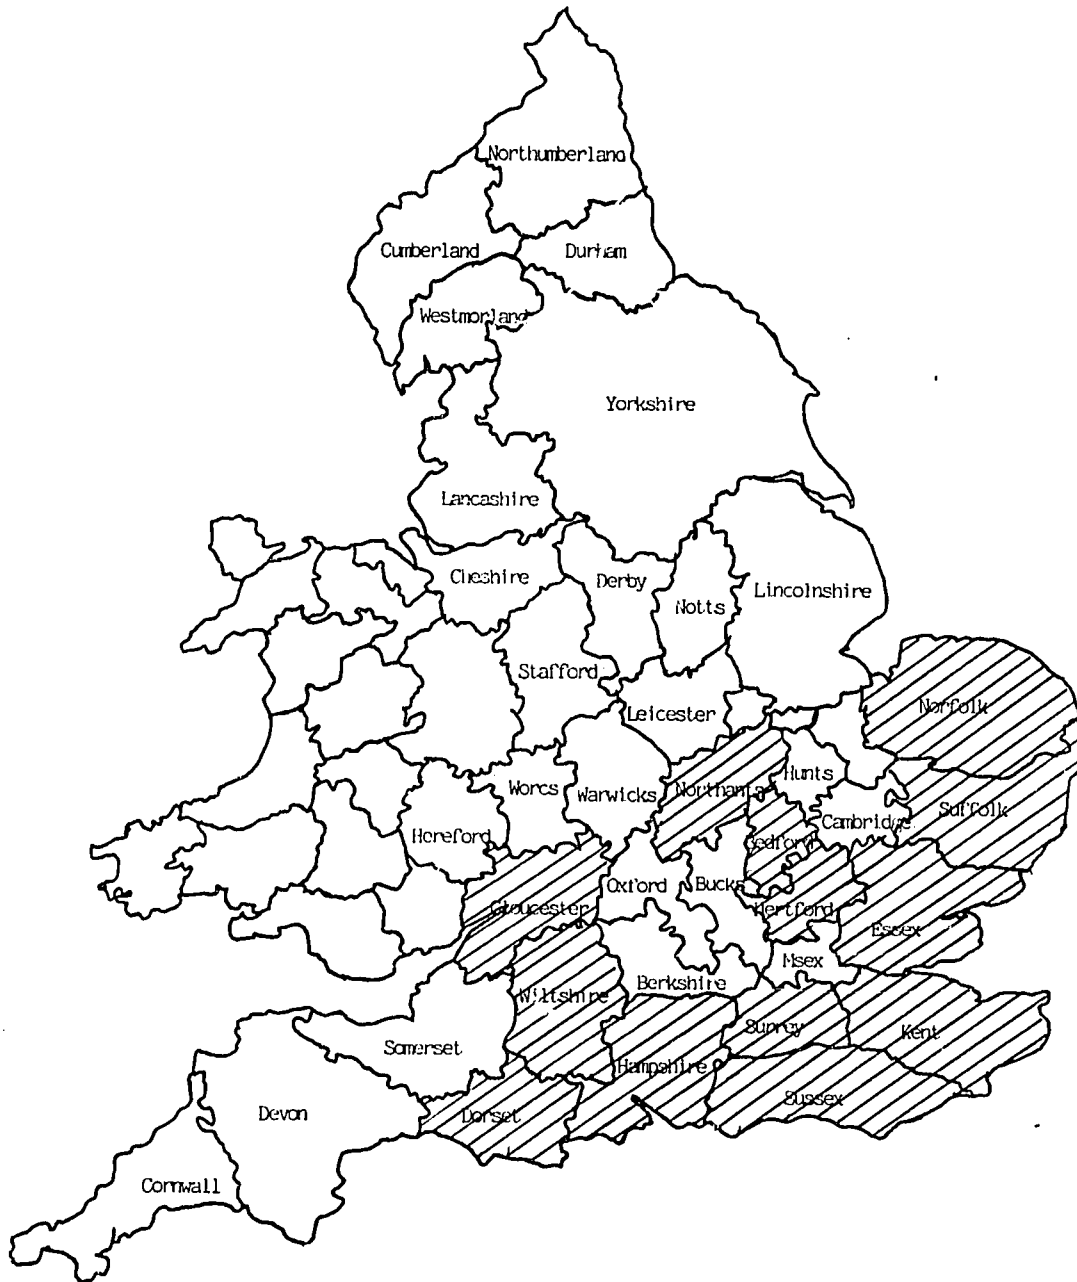 Northumberland
Cumberland
Durham
Westmorland
Yorkshire
Lancashire
Cheshire
Derby
Notts
Lincolnshire
Stafford
Leicester
Norfolk
Northants
Hunts
Worcs
Warwicks
Suffolk
Cambridge
Hereford
Bedford
Oxford
Bucks
Gloucester
Hertford
Essex
Msex
Berkshire
Wiltshire
Surrey
Kent
Somerset
Hampshire
Sussex
Devon
Dorset
Cornwall